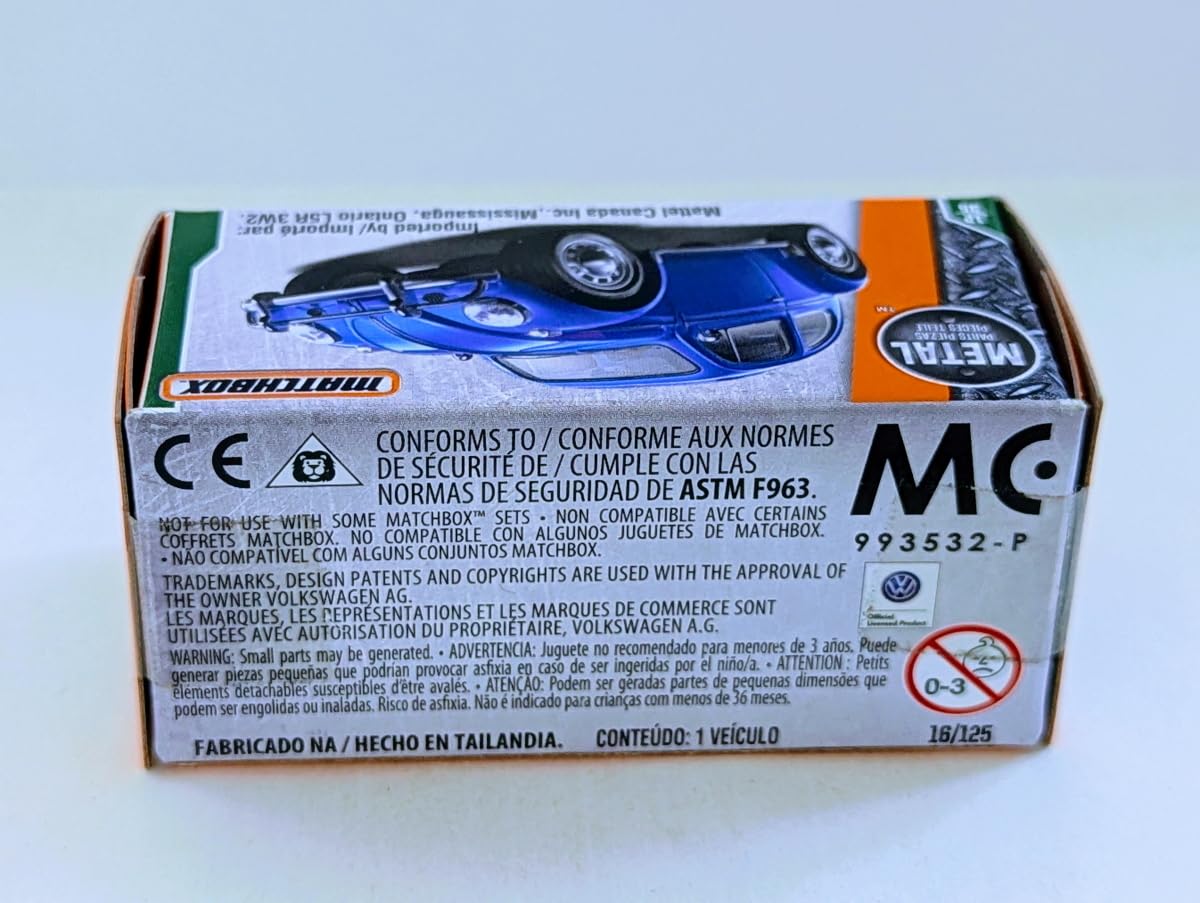 Imported by/ Importé par:
Mattel Canada Inc., Mississauga, Ontario L5R 3W2.
MATCHBOX
METAL
PARTS PIEZAS
PIÈCES TEILE
TM
CE
CONFORMS TO / CONFORME AUX NORMES
DE SÉCURITÉ DE / CUMPLE CON LAS
NORMAS DE SEGURIDAD DE ASTM F963.
MC
993532-P
NOT FOR USE WITH SOME MATCHBOX™ SETS • NON COMPATIBLE AVEC CERTAINS
COFFRETS MATCHBOX. NO COMPATIBLE CON ALGUNOS JUGUETES DE MATCHBOX.
• NÃO COMPATÍVEL COM ALGUNS CONJUNTOS MATCHBOX.
TRADEMARKS, DESIGN PATENTS AND COPYRIGHTS ARE USED WITH THE APPROVAL OF
THE OWNER VOLKSWAGEN AG.
LES MARQUES, LES REPRÉSENTATIONS ET LES MARQUES DE COMMERCE SONT
UTILISÉES AVEC AUTORISATION DU PROPRIÉTAIRE, VOLKSWAGEN A.G.
Official
Licensed Product
WARNING: Small parts may be generated. • ADVERTENCIA: Juguete no recomendado para menores de 3 años. Puede
generar piezas pequeñas que podrían provocar asfixia en caso de ser ingeridas por el niño/a. • ATTENTION : Petits
éléments détachables susceptibles d'être avalés. • ATENÇÃO: Podem ser geradas partes de pequenas dimensões que
podem ser engolidas ou inaladas. Risco de asfixia. Não é indicado para crianças com menos de 36 meses.
0-3
FABRICADO NA / HECHO EN TAILANDIA. CONTEÚDO: 1 VEÍCULO
16/125